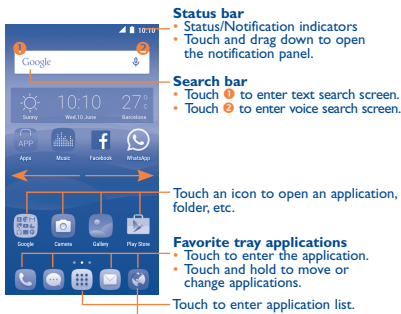 10:10
1
2
Google
10:10
27°
Sunny
Wed,10 June
Barcelona
APP
Apps
Music
Facebook
WhatsApp
Google
Camera
Gallery
Play Store
Status bar
• Status/Notification indicators
• Touch and drag down to open
the notification panel.
Search bar
• Touch 1 to enter text search screen.
• Touch 2 to enter voice search screen.
Touch an icon to open an application,
folder, etc.
Favorite tray applications
• Touch to enter the application.
• Touch and hold to move or
change applications.
Touch to enter application list.